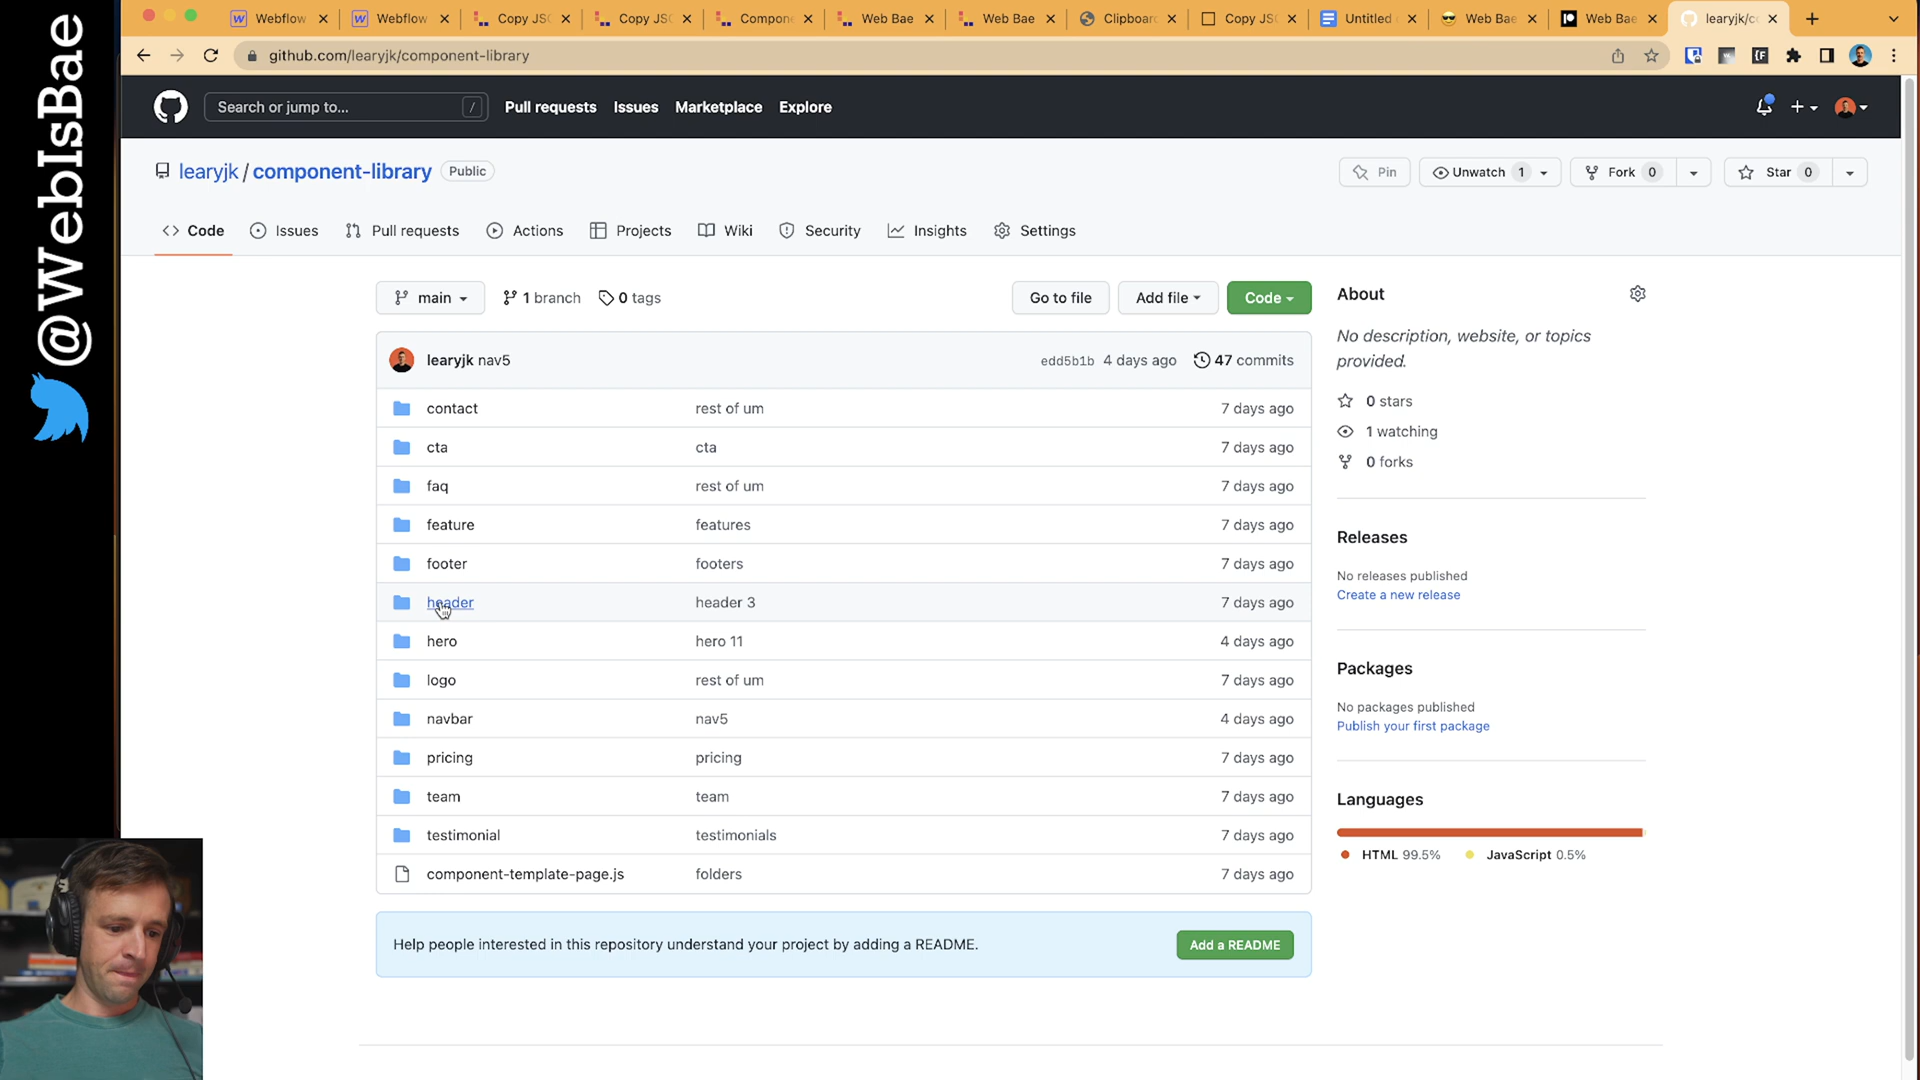 @WebIsBae
Webflow
Webflow
Copy JSO
Copy JSO
Compone
Web Bae
Web Bae
Clipboard
Copy JSO
Untitled
Web Bae
Web Bae
learyjk/co
github.com/learyjk/component-library
Search or jump to...
/
Pull requests
Issues
Marketplace
Explore
learyjk / component-library
Public
Pin
Unwatch 1
Fork 0
Star 0
Code
Issues
Pull requests
Actions
Projects
Wiki
Security
Insights
Settings
main
1 branch
0 tags
Go to file
Add file
Code
learyjk nav5
edd5b1b 4 days ago
47 commits
contact rest of um 7 days ago
cta cta 7 days ago
faq rest of um 7 days ago
feature features 7 days ago
footer footers 7 days ago
header header 3 7 days ago
hero hero 11 4 days ago
logo rest of um 7 days ago
navbar nav5 4 days ago
pricing pricing 7 days ago
team team 7 days ago
testimonial testimonials 7 days ago
component-template-page.js folders 7 days ago
Help people interested in this repository understand your project by adding a README.
Add a README
About
No description, website, or topics
provided.
0 stars
1 watching
0 forks
Releases
No releases published
Create a new release
Packages
No packages published
Publish your first package
Languages
HTML 99.5%
JavaScript 0.5%